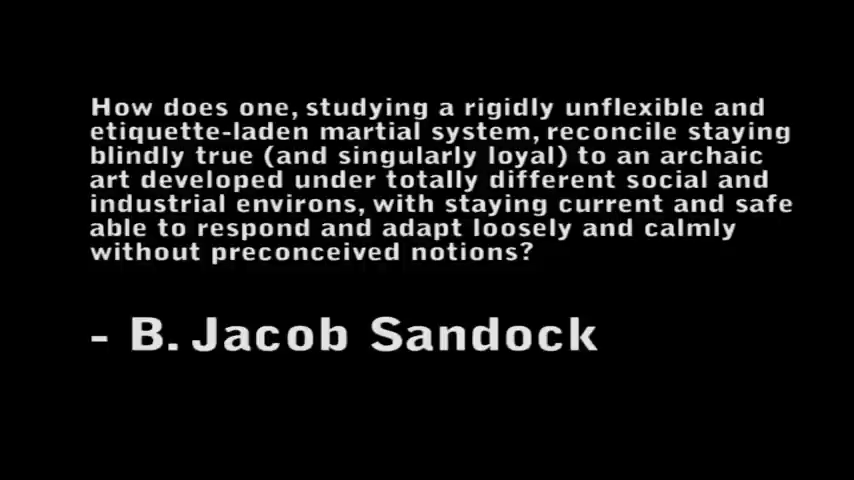 How does one, studying a rigidly unflexible and
etiquette-laden martial system, reconcile staying
blindly true (and singularly loyal) to an archaic
art developed under totally different social and
industrial environs, with staying current and safe
able to respond and adapt loosely and calmly
without preconceived notions?
- B. Jacob Sandock